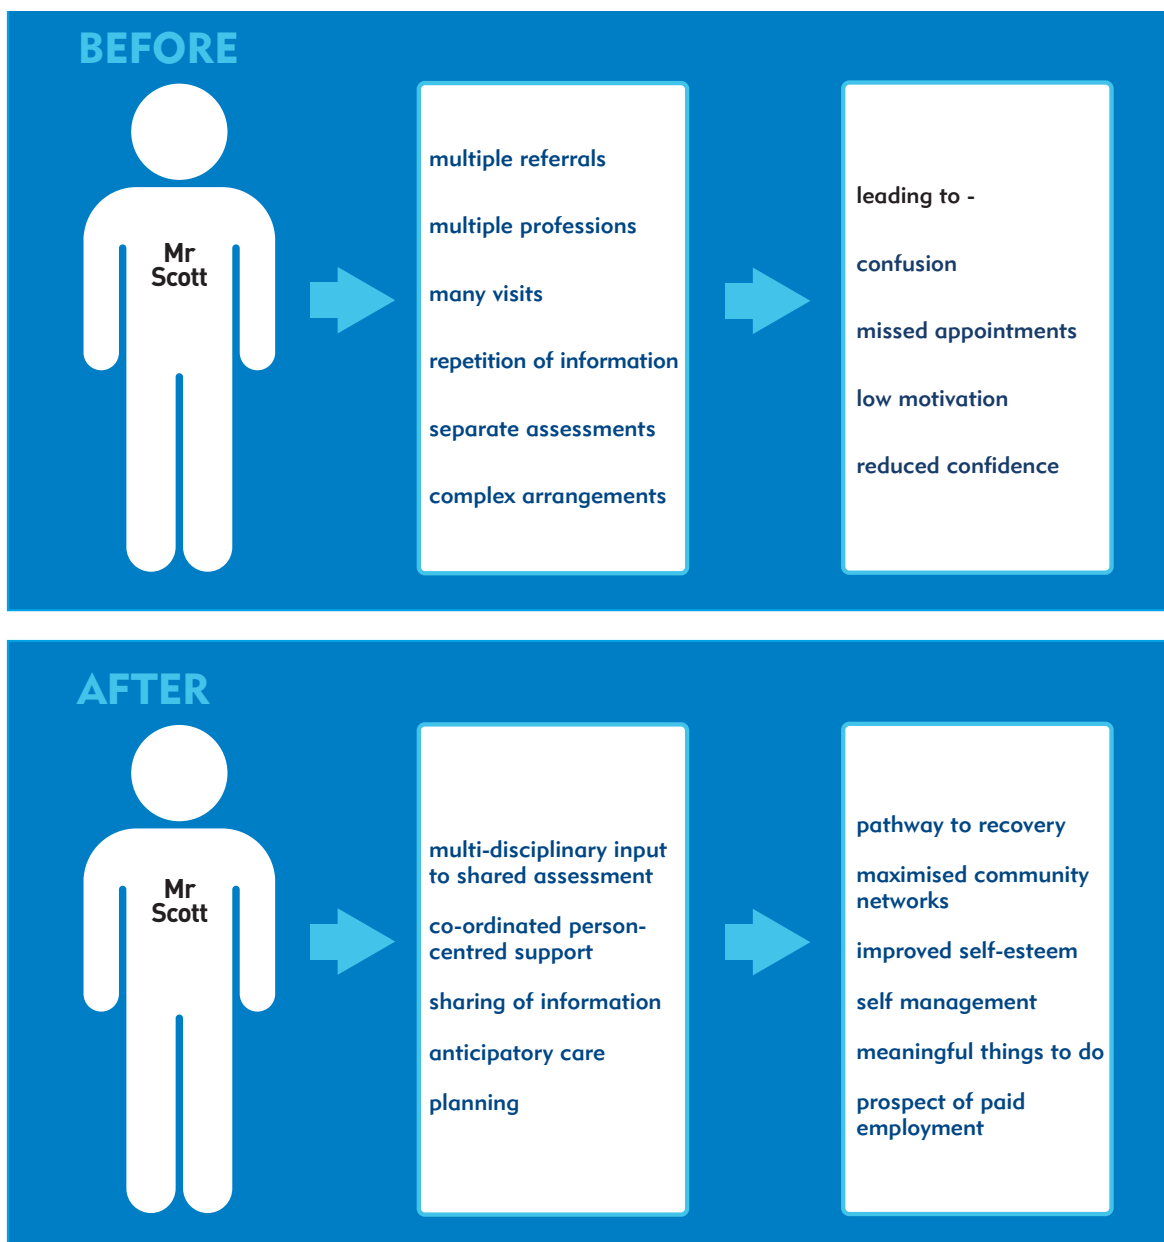 BEFORE
Mr
Scott
multiple referrals
multiple professions
many visits
repetition of information
separate assessments
complex arrangements
leading to -
confusion
missed appointments
low motivation
reduced confidence
AFTER
Mr
Scott
multi-disciplinary input
to shared assessment
co-ordinated person-
centred support
sharing of information
anticipatory care
planning
pathway to recovery
maximised community
networks
improved self-esteem
self management
meaningful things to do
prospect of paid
employment